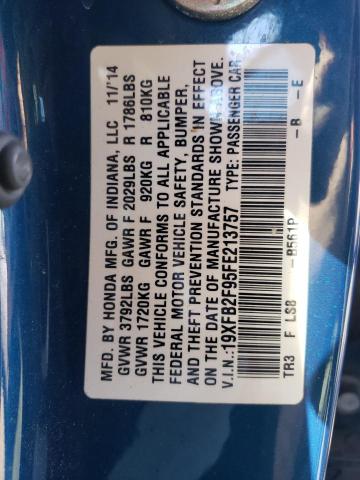 MFD. BY HONDA MFG. OF INDIANA, LLC 11/'14
GVWR 3792LBS GAWR F 2029LBS R 1786LBS
GVWR 1720KG GAWR F 920KG R 810KG
THIS VEHICLE CONFORMS TO ALL APPLICABLE
FEDERAL MOTOR VEHICLE SAFETY, BUMPER,
AND THEFT PREVENTION STANDARDS IN EFFECT
ON THE DATE OF MANUFACTURE SHOWN ABOVE.
V.I.N.: 19XFB2F95FE213757 TYPE: PASSENGER CAR
TR3 F LS8 -B561P -B -E